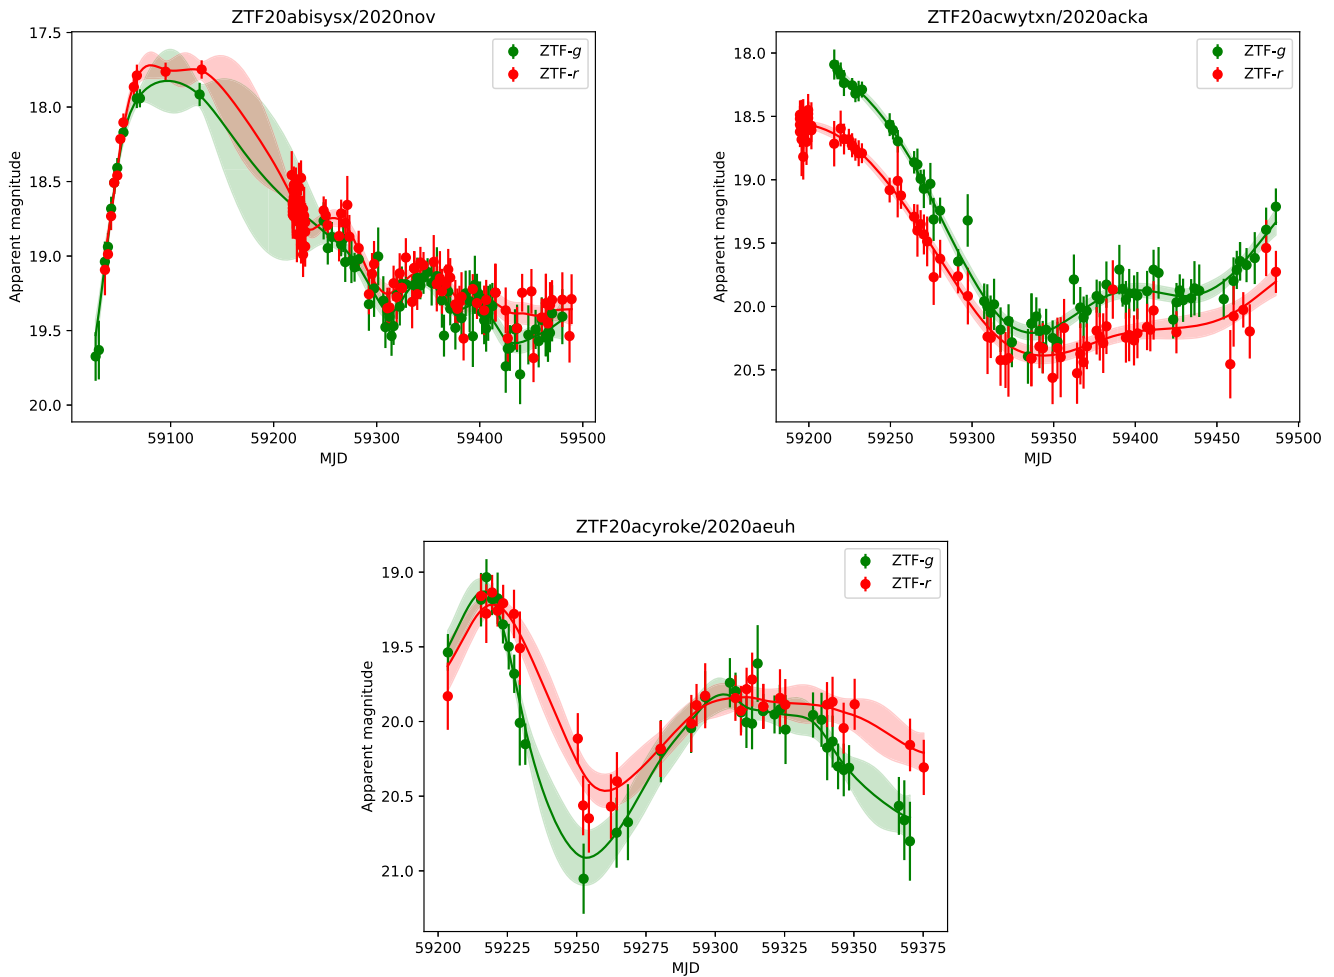 ZTF20abisysx/2020nov
17.5
18.0
18.5
19.0
19.5
20.0
Apparent magnitude
ZTF-g
ZTF-r
59100
59200
59300
59400
59500
MJD
ZTF20acwytxn/2020acka
18.0
18.5
19.0
19.5
20.0
20.5
Apparent magnitude
ZTF-g
ZTF-r
59200
59250
59300
59350
59400
59450
59500
MJD
ZTF20acyroke/2020aeuh
19.0
19.5
20.0
20.5
21.0
Apparent magnitude
ZTF-g
ZTF-r
59200
59225
59250
59275
59300
59325
59350
59375
MJD